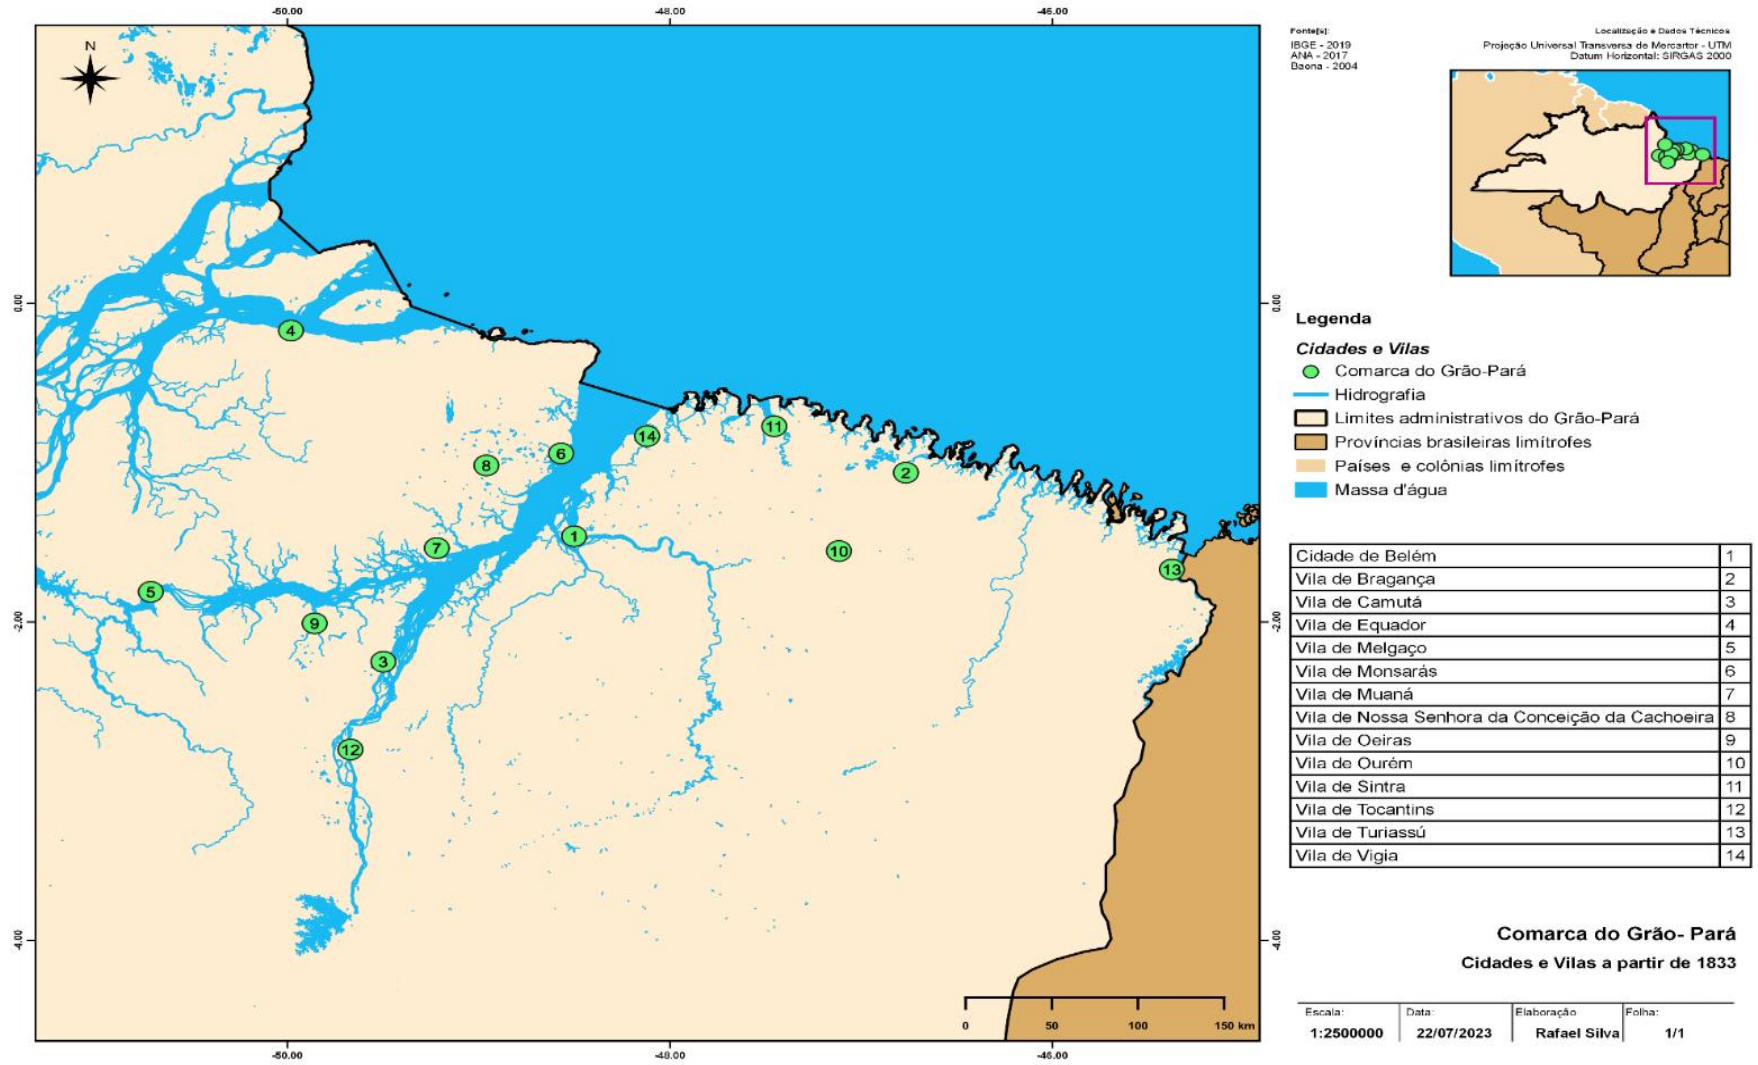 -50.00
-48.00
-46.00
N
0.00
0.00
-2.00
-2.00
-4.00
-4.00
4
14
11
6
8
2
1
7
10
13
5
9
3
12
0
50
100
150 km
-50.00
-48.00
-46.00
Fonte[s]:
IBGE - 2019
ANA - 2017
Baena - 2004
Localização e Dados Técnicos
Projeção Universal Transversa de Mercartor - UTM
Datum Horizontal: SIRGAS 2000
Legenda
Cidades e Vilas
Comarca do Grão-Pará
Hidrografia
Limites administrativos do Grão-Pará
Províncias brasileiras limítrofes
Países e colônias limítrofes
Massa d'água
Cidade de Belém 1
Vila de Bragança 2
Vila de Camutá 3
Vila de Equador 4
Vila de Melgaço 5
Vila de Monsarás 6
Vila de Muaná 7
Vila de Nossa Senhora da Conceição da Cachoeira 8
Vila de Oeiras 9
Vila de Ourém 10
Vila de Sintra 11
Vila de Tocantins 12
Vila de Turiassú 13
Vila de Vigia 14
Comarca do Grão- Pará
Cidades e Vilas a partir de 1833
Escala:
1:2500000
Data:
22/07/2023
Elaboração
Rafael Silva
Folha:
1/1